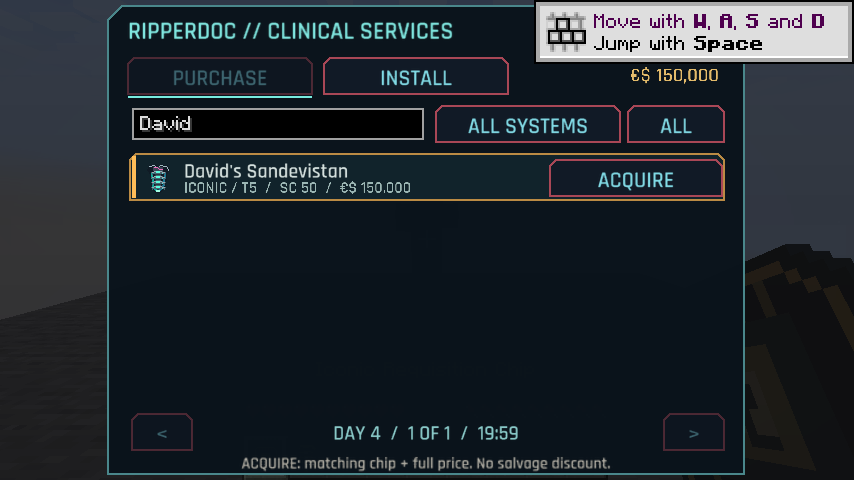 RIPPERDOC // CLINICAL SERVICES
Move with W, A, S and D
Jump with Space
PURCHASE
INSTALL
€$ 150,000
David
ALL SYSTEMS
ALL
David's Sandevistan
ICONIC / T5 / SC 50 / €$ 150.000
ACQUIRE
<
DAY 4 / 1 OF 1 / 19:59
>
ACQUIRE: matching chip + full price. No salvage discount.